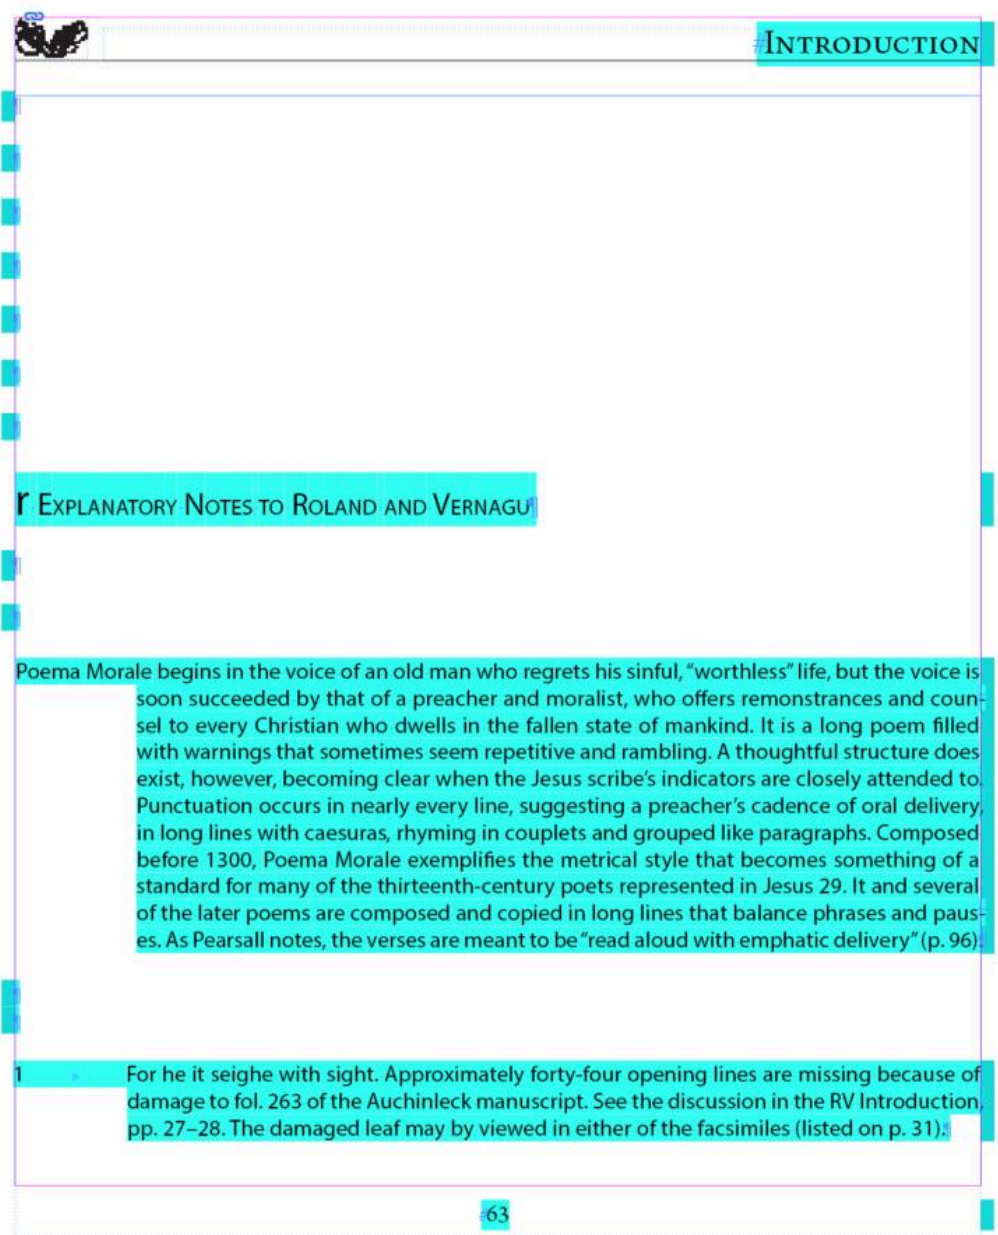 INTRODUCTION
r EXPLANATORY NOTES TO ROLAND AND VERNAGU
Poema Morale begins in the voice of an old man who regrets his sinful, “worthless” life, but the voice is
soon succeeded by that of a preacher and moralist, who offers remonstrances and coun-
sel to every Christian who dwells in the fallen state of mankind. It is a long poem filled
with warnings that sometimes seem repetitive and rambling. A thoughtful structure does
exist, however, becoming clear when the Jesus scribe’s indicators are closely attended to.
Punctuation occurs in nearly every line, suggesting a preacher’s cadence of oral delivery,
in long lines with caesuras, rhyming in couplets and grouped like paragraphs. Composed
before 1300, Poema Morale exemplifies the metrical style that becomes something of a
standard for many of the thirteenth-century poets represented in Jesus 29. It and several
of the later poems are composed and copied in long lines that balance phrases and paus-
es. As Pearsall notes, the verses are meant to be “read aloud with emphatic delivery” (p. 96).
1 For he it seighe with sight. Approximately forty-four opening lines are missing because of
damage to fol. 263 of the Auchinleck manuscript. See the discussion in the RV Introduction,
pp. 27–28. The damaged leaf may by viewed in either of the facsimiles (listed on p. 31).
63